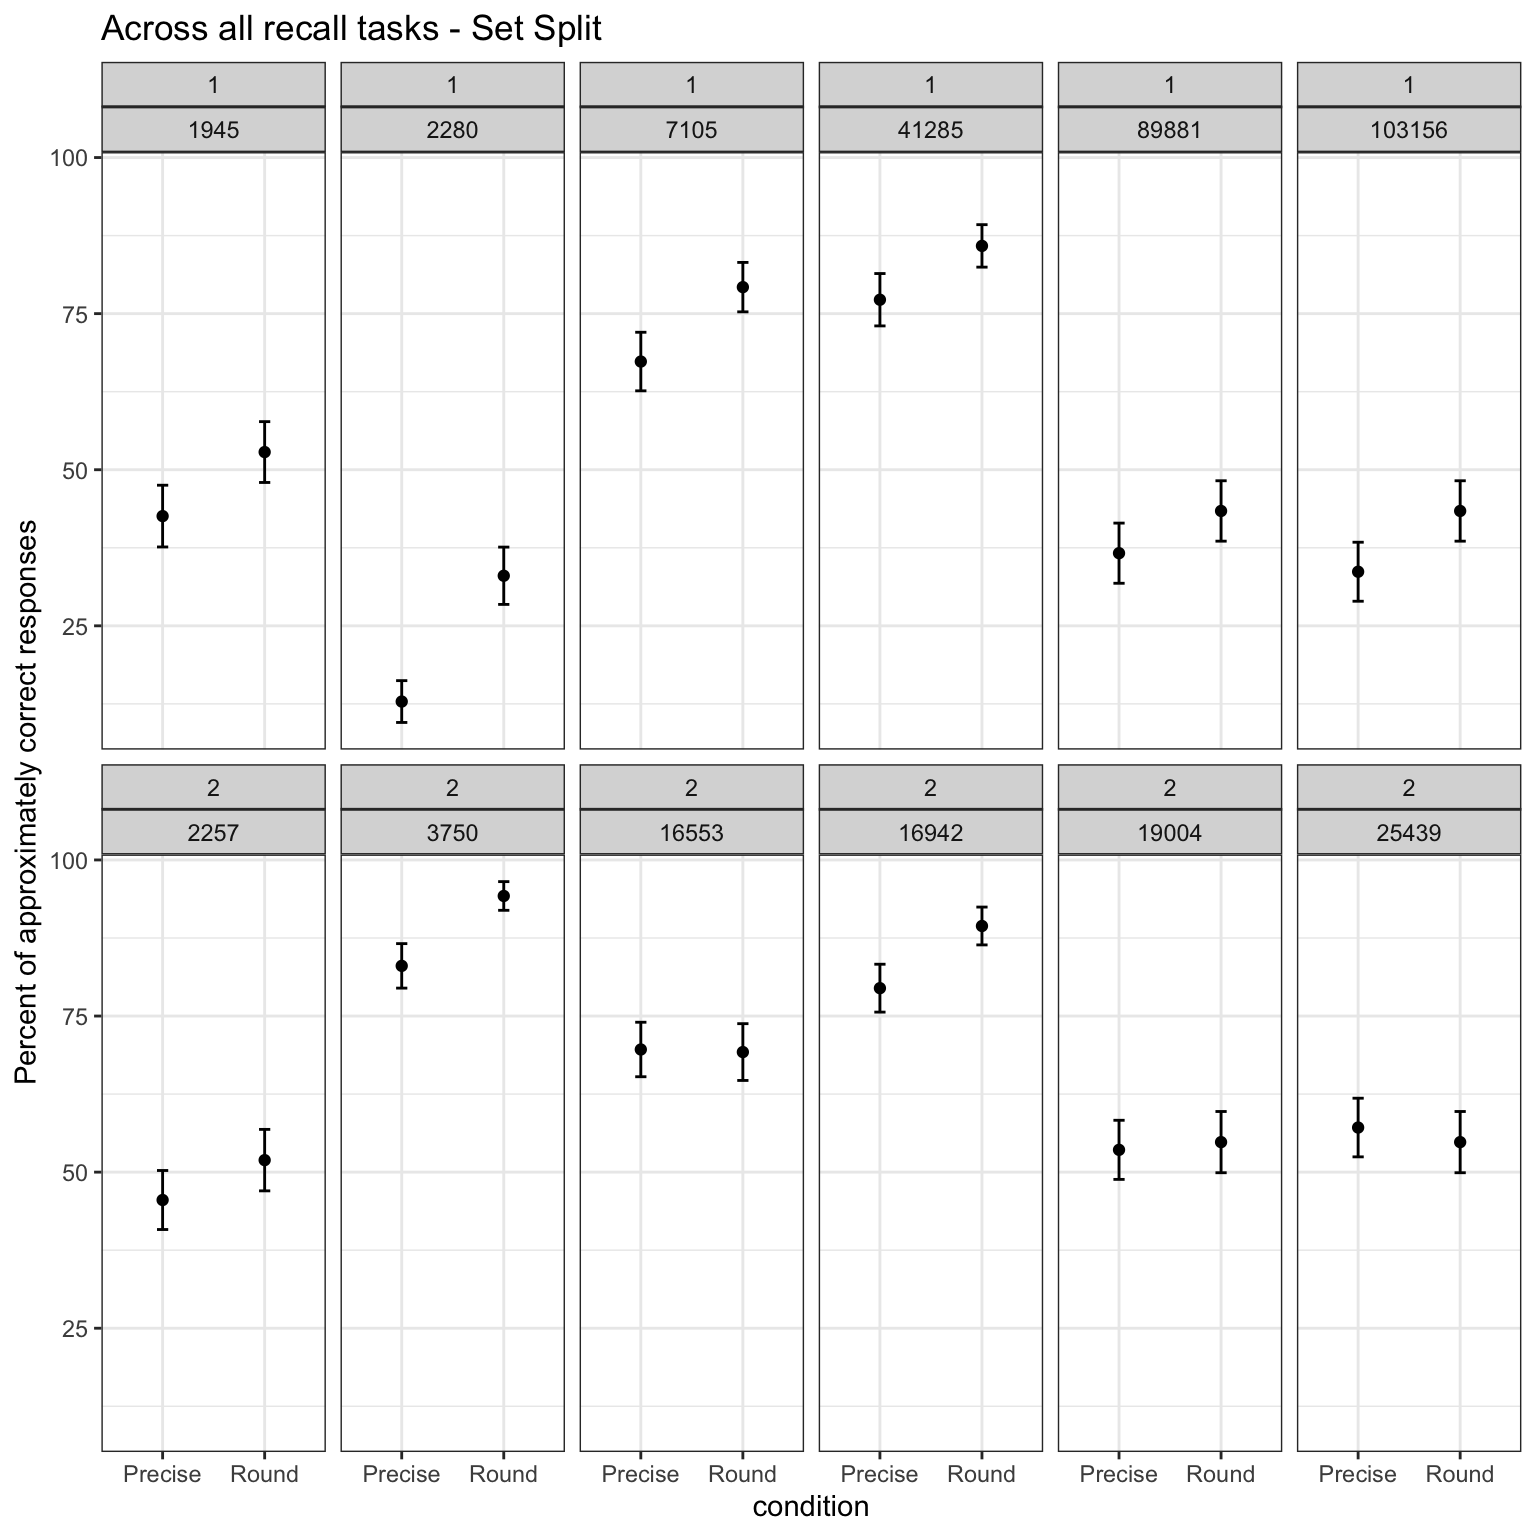 Across all recall tasks - Set Split
1 1 1 1 1 1
1945 2280 7105 41285 89881 103156
100
75
50
25
2 2 2 2 2 2
2257 3750 16553 16942 19004 25439
100
75
50
25
Precise Round Precise Round Precise Round Precise Round Precise Round Precise Round
condition
Percent of approximately correct responses